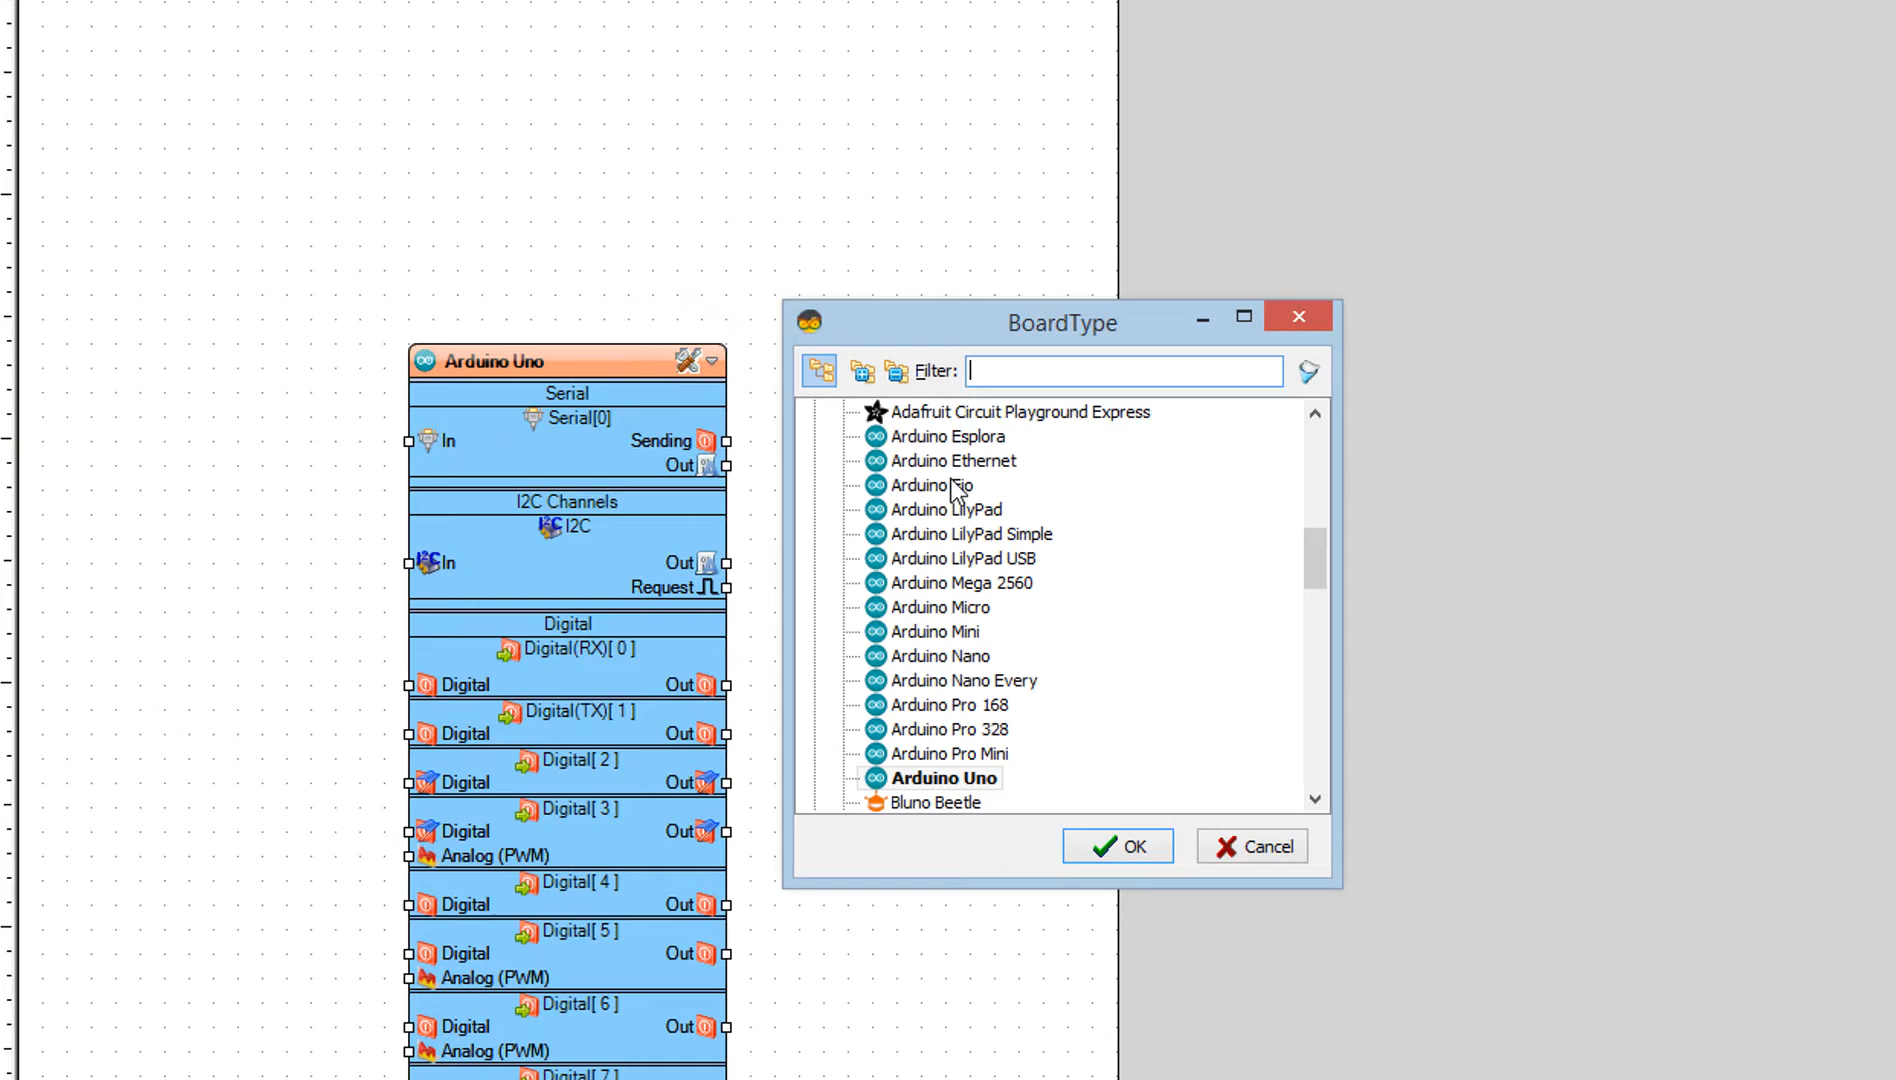 Arduino Uno
Serial
Serial[0]
In
Sending
Out
I2C Channels
I2C
I2C
I2C
In
Out
Request
Digital
Digital(RX)[ 0 ]
Digital
Out
Digital(TX)[ 1 ]
Digital
Out
Digital[ 2 ]
Digital
Out
Digital[ 3 ]
Digital
Out
Analog (PWM)
Digital[ 4 ]
Digital
Out
Digital[ 5 ]
Digital
Out
Analog (PWM)
Digital[ 6 ]
Digital
Out
Analog (PWM)
Digital[ 7 ]
BoardType
Filter:
Adafruit Circuit Playground Express
Arduino Esplora
Arduino Ethernet
Arduino
Arduino LilyPad
Arduino LilyPad Simple
Arduino LilyPad USB
Arduino Mega 2560
Arduino Micro
Arduino Mini
Arduino Nano
Arduino Nano Every
Arduino Pro 168
Arduino Pro 328
Arduino Pro Mini
Arduino Uno
Bluno Beetle
OK
Cancel